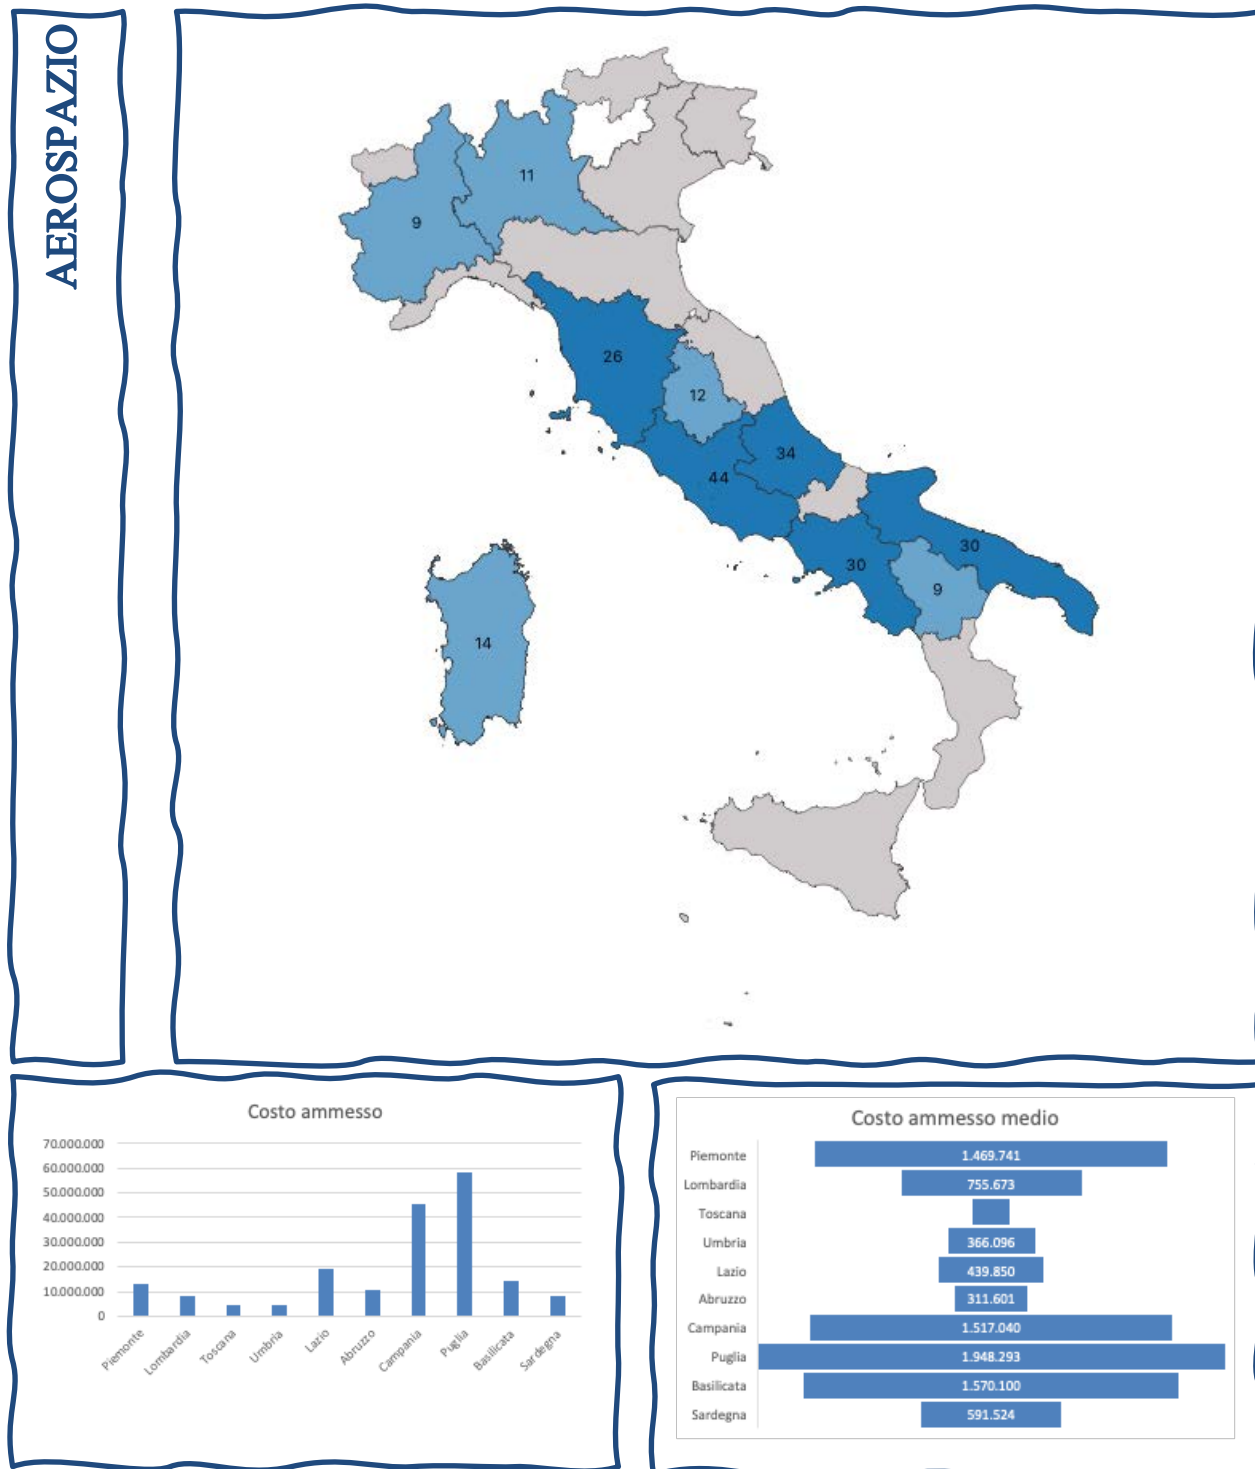 AEROSPAZIO
11
9
26
12
34
44
30
30
9
14
Costo ammesso
70.000.000
60.000.000
50.000.000
40.000.000
30.000.000
20.000.000
10.000.000
0
Piemonte
Lombardia
Toscana
Umbria
Lazio
Abruzzo
Campania
Puglia
Basilicata
Sardegna
Costo ammesso medio
Piemonte 1.469.741
Lombardia 755.673
Toscana
Umbria 366.096
Lazio 439.850
Abruzzo 311.601
Campania 1.517.040
Puglia 1.948.293
Basilicata 1.570.100
Sardegna 591.524